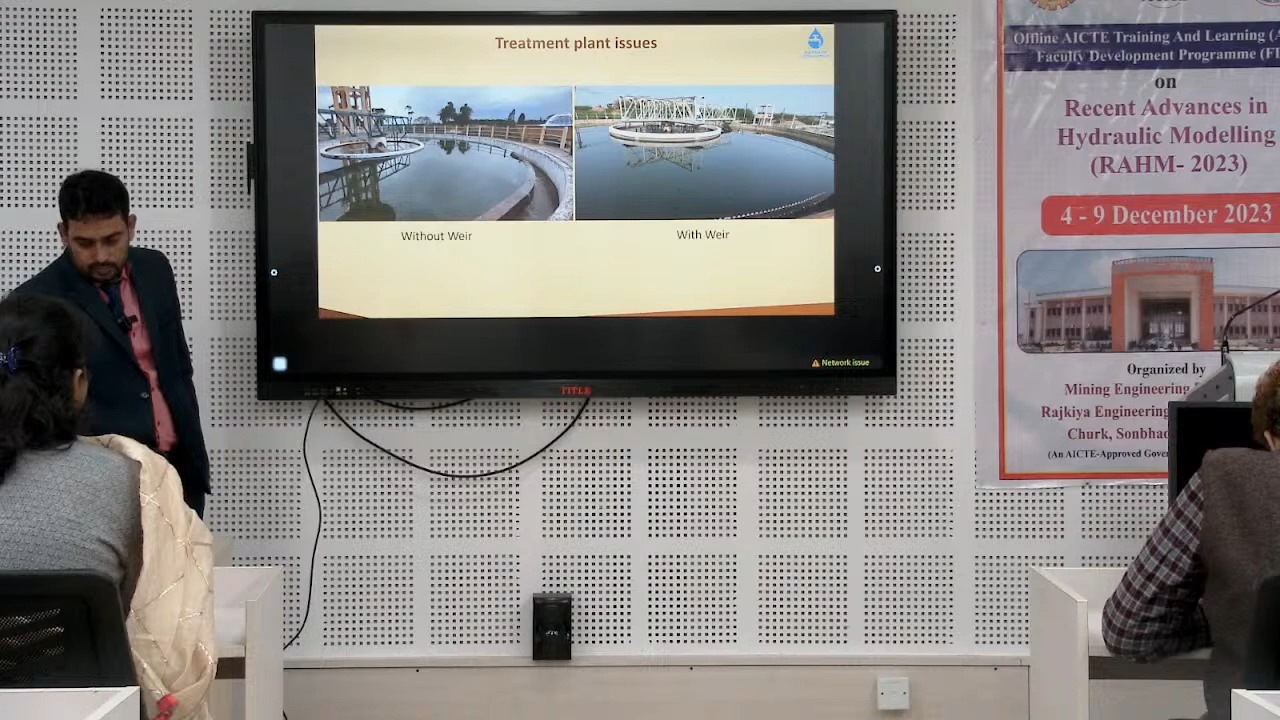 Treatment plant issues
Without Weir
With Weir
Network issue
TITLE
Offline AICTE Training And Learning
Faculty Development Programme
on
Recent Advances in
Hydraulic Modelling
(RAHM- 2023)
4 - 9 December 2023
Organized by
Mining Engineering
Rajkiya Engineering
Churk,
(An AICTE-Approved